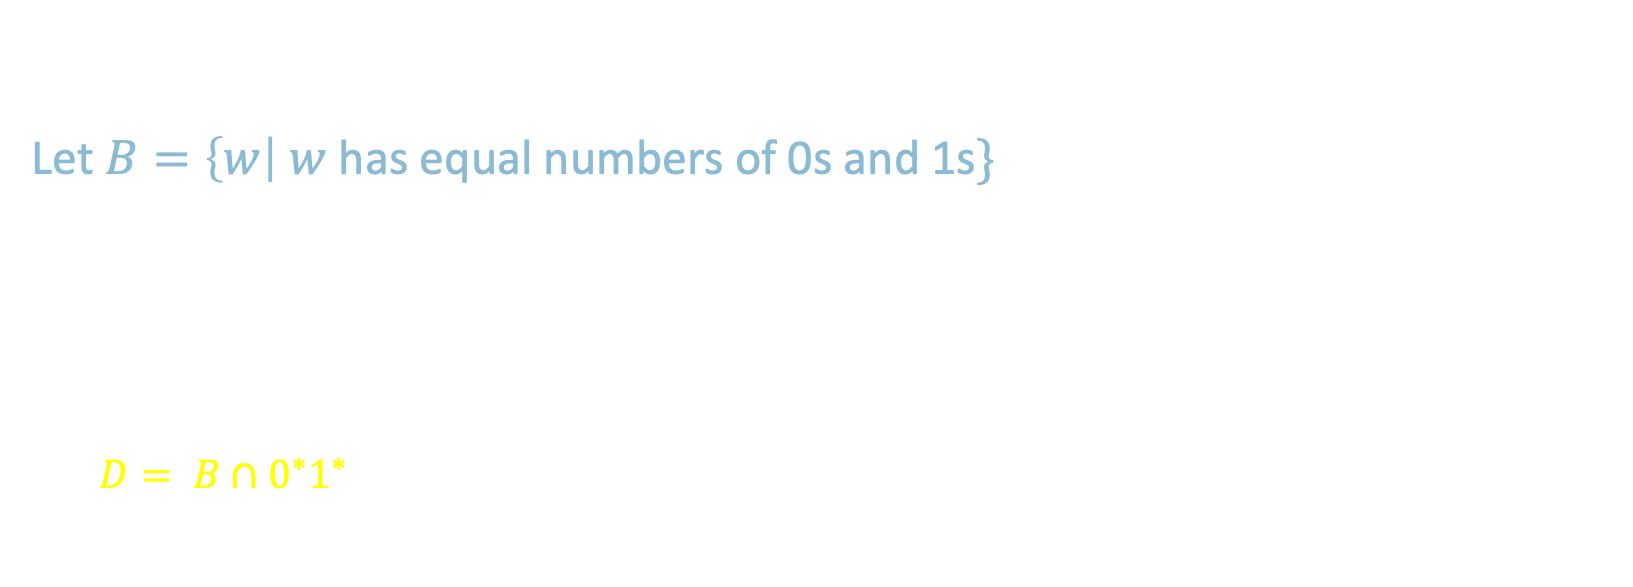 Let B = {w| w has equal numbers of 0s and 1s}
D = B ∩ 0*1*